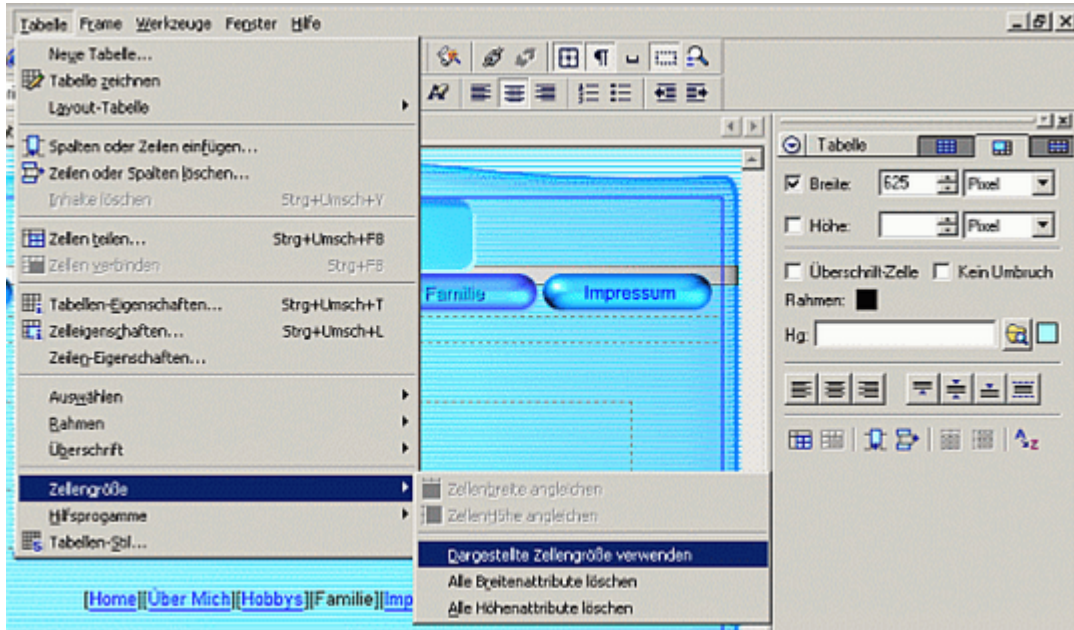 Tabelle Frame Werkzeuge Fenster Hilfe
Neue Tabelle...
Tabelle zeichnen
Layout-Tabelle
Spalten oder Zeilen einfügen...
Zeilen oder Spalten löschen...
Inhalte löschen Strg+Umsch+Y
Zellen teilen... Strg+Umsch+F8
Zellen verbinden Strg+F8
Tabellen-Eigenschaften... Strg+Umsch+T
Zelleigenschaften... Strg+Umsch+L
Zeilen-Eigenschaften...
Auswählen
Rahmen
Überschrift
Zellengröße
Hilfsprogamme
Tabellen-Stil...
Zellenbreite angleichen
Zellenhöhe angleichen
Dargestellte Zellengröße verwenden
Alle Breitenattribute löschen
Alle Höhenattribute löschen
Familie Impressum
[Home][Über Mich][Hobbys][Familie][Imp
Tabelle
Breite: 625 Pixel
Höhe: Pixel
Überschrift-Zelle Kein Umbruch
Rahmen:
Hg: